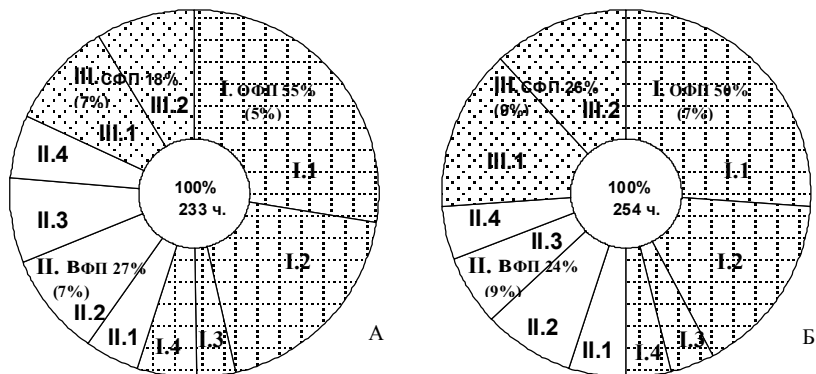 III. СФП 18%
(7%)
III.2
III.1
I. ОФП 55%
(5%)
I.1
II.4
100%
233 ч.
II.3
I.2
II. ВФП 27%
(7%)
II.2
II.1
I.4
I.3
А
III. СФП 26%
(9%)
III.2
III.1
I. ОФП 50%
(7%)
I.1
II.4
100%
254 ч.
II.3
I.2
II. ВФП 24%
(9%)
II.2
II.1
I.4
I.3
Б